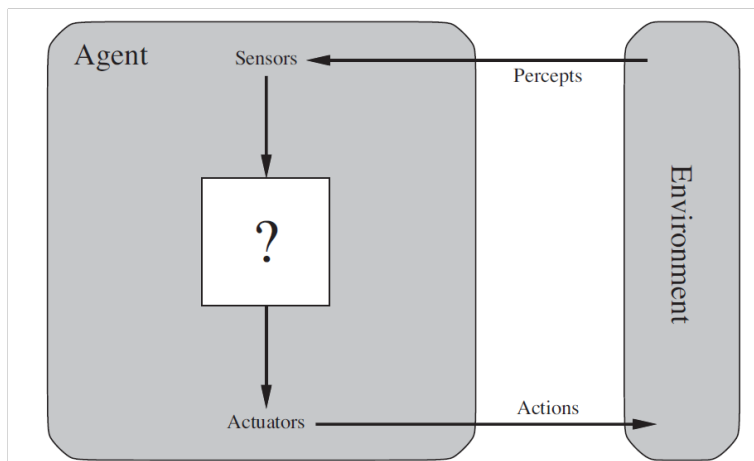 Agent
Sensors
Percepts
Environment
?
Actuators
Actions